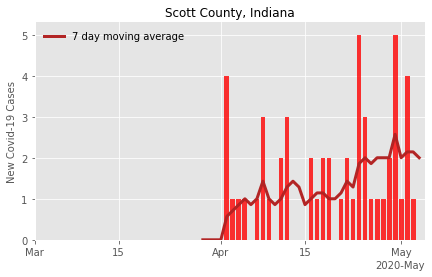 Scott County, Indiana
7 day moving average
New Covid-19 Cases
5
4
3
2
1
0
Mar 15 Apr 15 May
2020-May